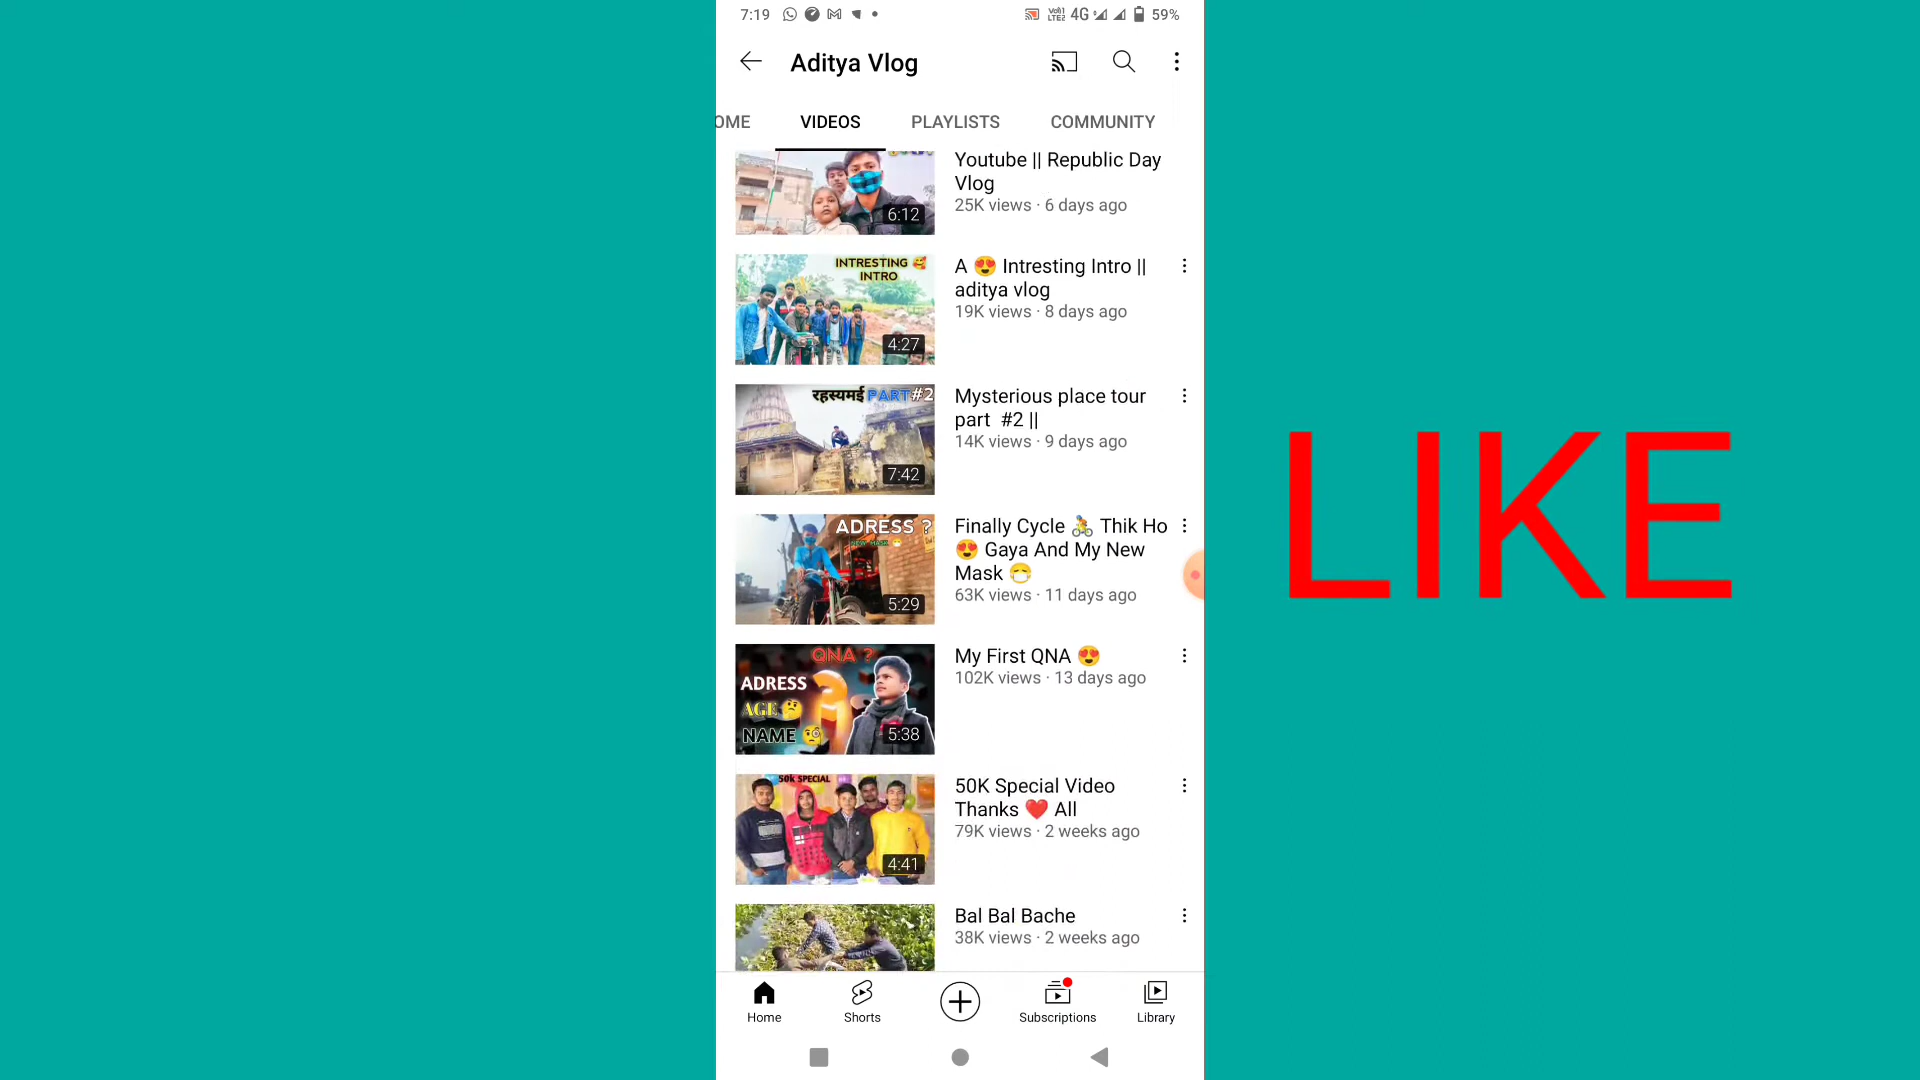 7:19
VoI1 LTE2 4G 59%
Aditya Vlog
OME VIDEOS PLAYLISTS COMMUNITY
Youtube || Republic Day
Vlog
25K views · 6 days ago
6:12
INTRESTING 🥰
INTRO
4:27
A 😍 Intresting Intro ||
aditya vlog
19K views · 8 days ago
रहस्यमई PART#2
7:42
Mysterious place tour
part #2 ||
14K views · 9 days ago
ADRESS ?
NEW MASK 😷
5:29
Finally Cycle 🚴 Thik Ho
😍 Gaya And My New
Mask 😷
63K views · 11 days ago
QNA ?
ADRESS
AGE 🤔
NAME 🧐
5:38
My First QNA 😍
102K views · 13 days ago
50K SPECIAL
4:41
50K Special Video
Thanks ❤️ All
79K views · 2 weeks ago
Bal Bal Bache
38K views · 2 weeks ago
Home Shorts Subscriptions Library
LIKE